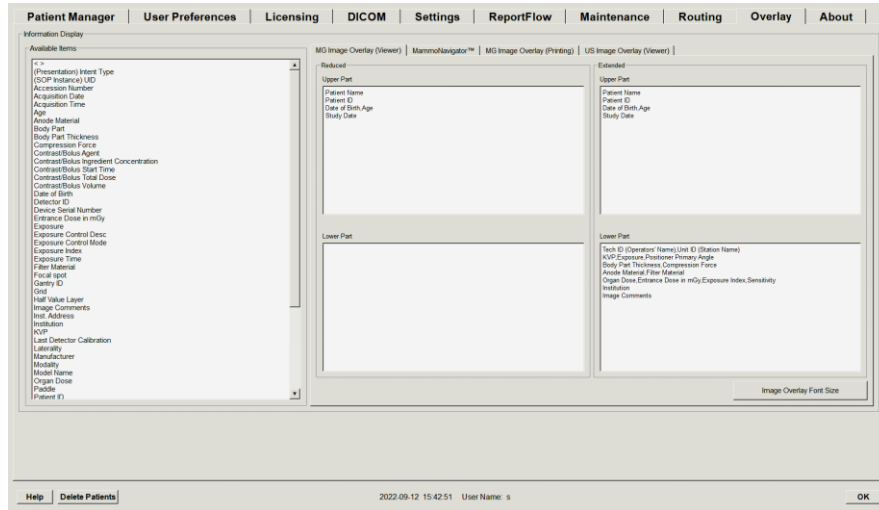 Patient Manager User Preferences Licensing DICOM Settings ReportFlow Maintenance Routing Overlay About
Information Display
Available Items
< >
(Presentation) Intent Type
(SOP Instance) UID
Accession Number
Acquisition Date
Acquisition Time
Age
Anode Material
Body Part
Body Part Thickness
Compression Force
Contrast/Bolus Agent
Contrast/Bolus Ingredient Concentration
Contrast/Bolus Start Time
Contrast/Bolus Total Dose
Contrast/Bolus Volume
Date of Birth
Detector ID
Device Serial Number
Entrance Dose in mGy
Exposure
Exposure Control Desc
Exposure Control Mode
Exposure Index
Exposure Time
Filter Material
Focal spot
Gantry ID
Grid
Half Value Layer
Image Comments
Inst. Address
Institution
KVP
Last Detector Calibration
Laterality
Manufacturer
Modality
Model Name
Organ Dose
Paddle
Patient ID
MG Image Overlay (Viewer) MammoNavigator™ MG Image Overlay (Printing) US Image Overlay (Viewer)
Reduced
Upper Part
Patient Name
Patient ID
Date of Birth,Age
Study Date
Lower Part
Extended
Upper Part
Patient Name
Patient ID
Date of Birth,Age
Study Date
Lower Part
Tech ID (Operators' Name),Unit ID (Station Name)
KVP,Exposure,Positioner Primary Angle
Body Part Thickness,Compression Force
Anode Material,Filter Material
Organ Dose,Entrance Dose in mGy,Exposure Index,Sensitivity
Institution
Image Comments
Image Overlay Font Size
Help Delete Patients 2022-09-12 15:42:51 User Name: s OK